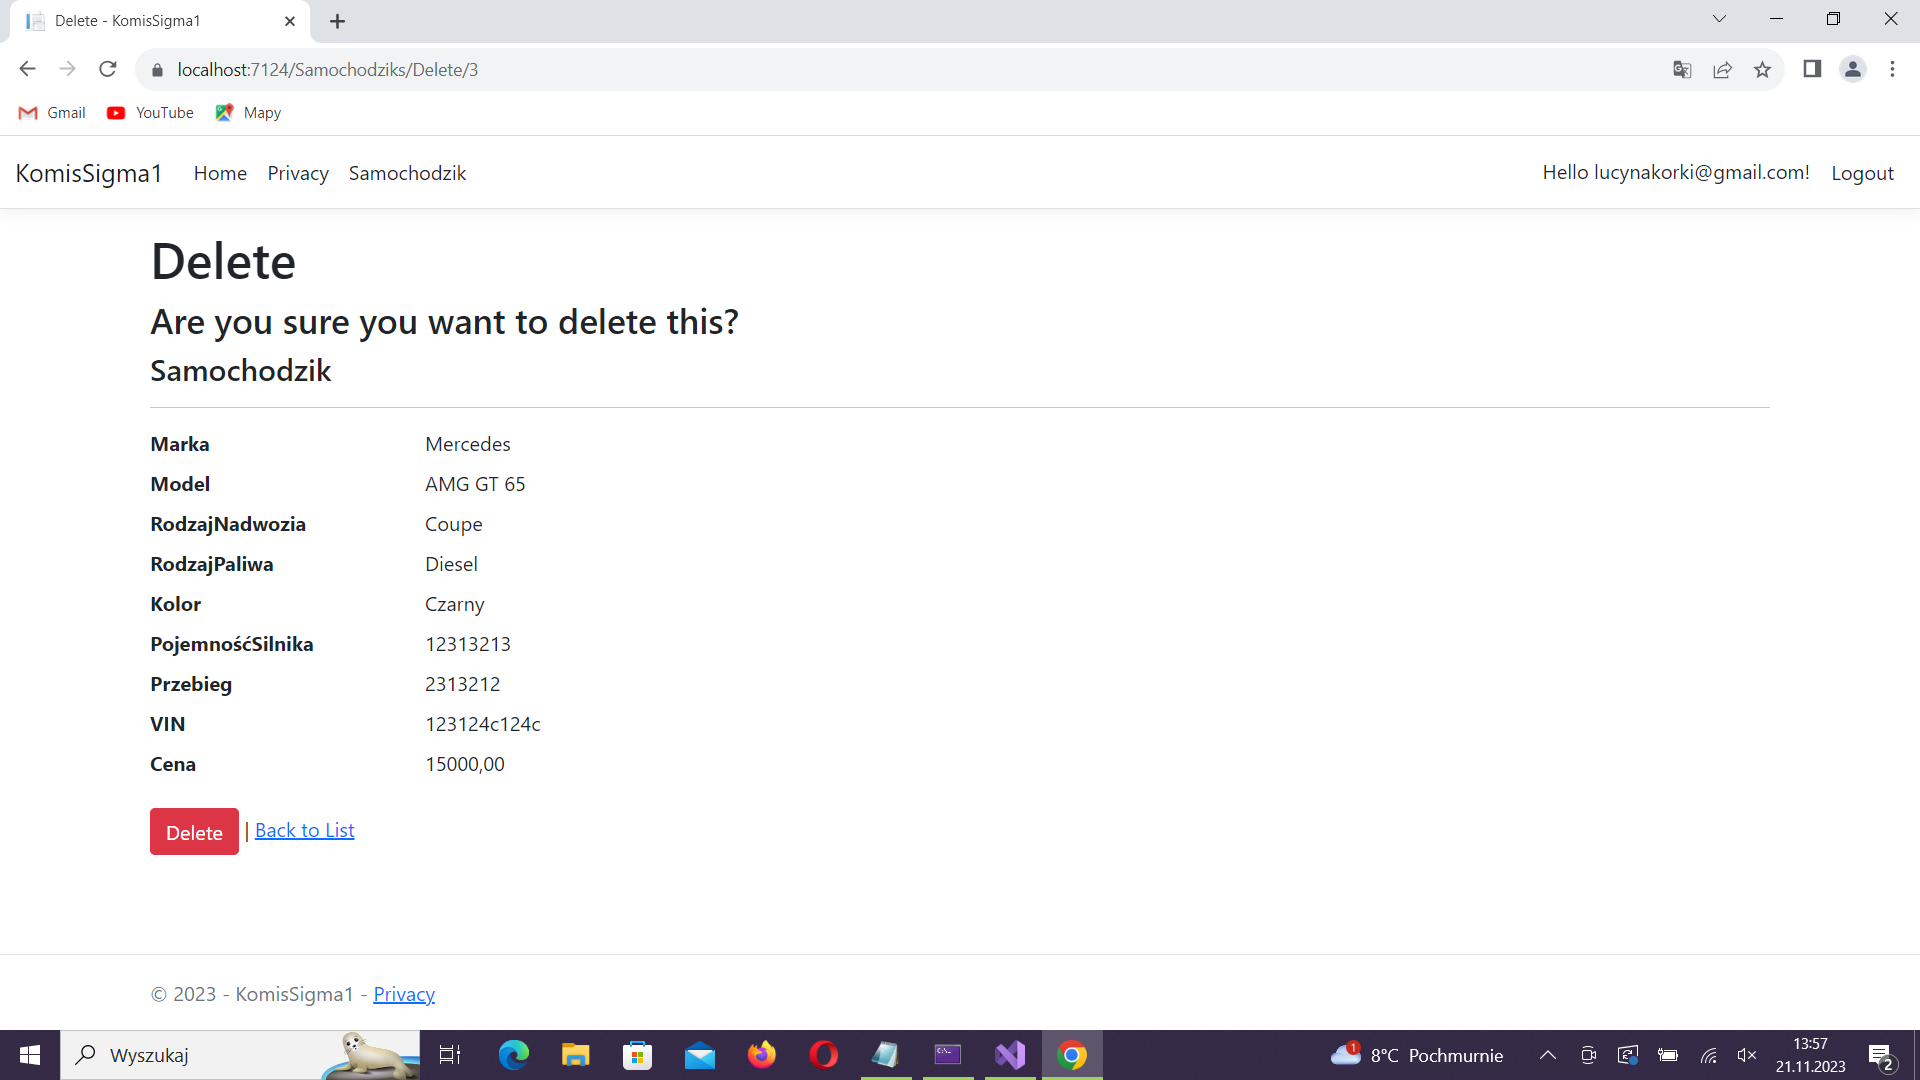 Delete - KomisSigma1
localhost:7124/Samochodziks/Delete/3
Gmail YouTube Mapy
KomisSigma1 Home Privacy Samochodzik Hello lucynakorki@gmail.com! Logout
Delete
Are you sure you want to delete this?
Samochodzik
Marka Mercedes
Model AMG GT 65
RodzajNadwozia Coupe
RodzajPaliwa Diesel
Kolor Czarny
PojemnośćSilnika 12313213
Przebieg 2313212
VIN 123124c124c
Cena 15000,00
Delete | Back to List
© 2023 - KomisSigma1 - Privacy
Wyszukaj 1 8°C Pochmurnie 13:57
21.11.2023 2